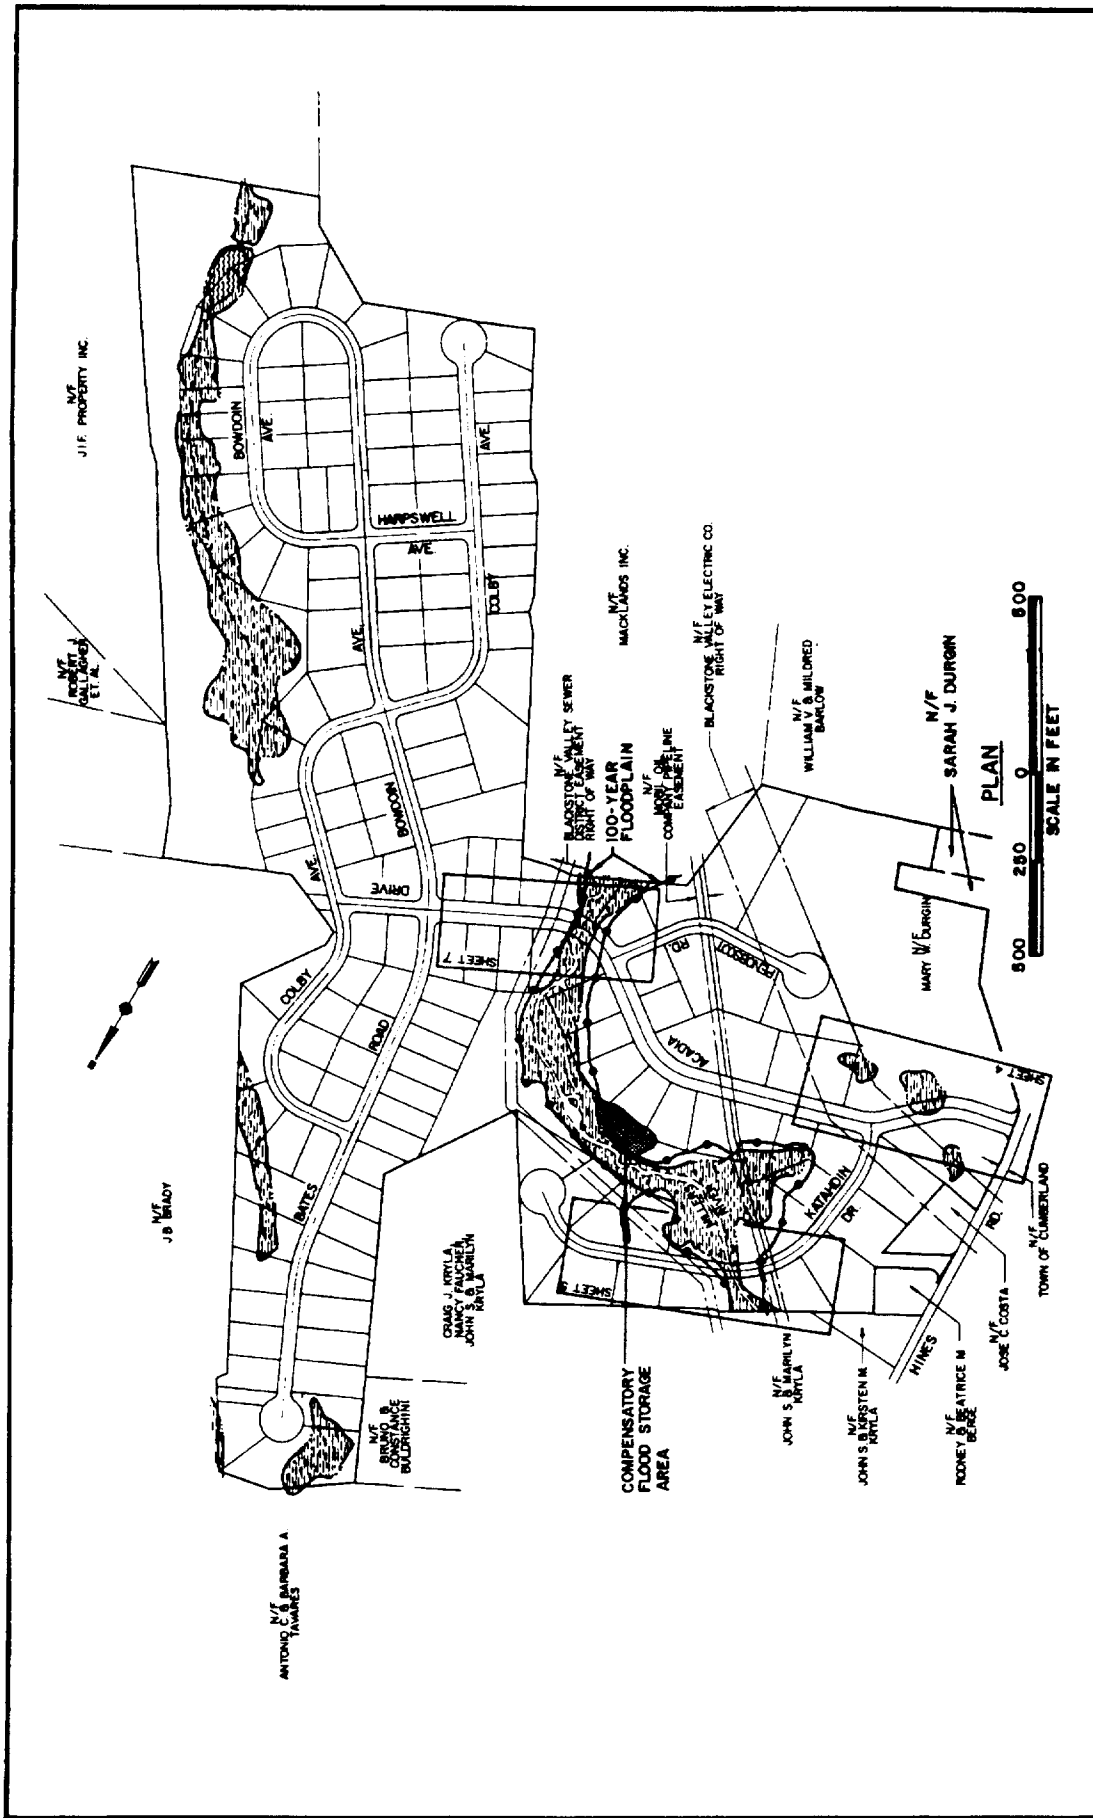 N/F
J.I.F. PROPERTY INC.
N/F
ROBERT J.
GALLAGHER,
ET. AL.
BOWDOIN
AVE.
AVE.
HARPSWELL
AVE.
COLBY
AVE.
BOWDOIN
AVE.
DRIVE
COLBY
ROAD
BATES
N/F
J.B. BRADY
N/F
MACKLANDS INC.
N/F
BLACKSTONE VALLEY ELECTRIC CO.
RIGHT OF WAY
N/F
BLACKSTONE VALLEY SEWER
DISTRICT EASEMENT
RIGHT OF WAY
100-YEAR
FLOODPLAIN
N/F
MOBIL OIL
COMPANY PIPELINE
EASEMENT
N/F
WILLIAM V. & MILDRED
BARLOW
N/F
SARAH J. DURGIN
N/F
MARY W. DURGIN
PLAN
500 250 0 500
SCALE IN FEET
SHEET 7
RD.
PENOBSCOT
ACADIA
SHEET 4
KATAHDIN
DR.
RIVER
SHEET 5
HINES
RD.
N/F
TOWN OF CUMBERLAND
N/F
JOSE C. COSTA
N/F
RODNEY & BEATRICE M
BERGE
N/F
JOHN S. & KIRSTEN M.
KRYLA
N/F
JOHN S. & MARILYN
KRYLA
COMPENSATORY
FLOOD STORAGE
AREA
CRAIG J. KRYLA,
NANCY FAUCHER,
JOHN S. & MARILYN
KRYLA
N/F
BRUNO B.
CONSTANCE
BULDRIGHINI
N/F
ANTONIO C. & BARBARA A
TAVARES